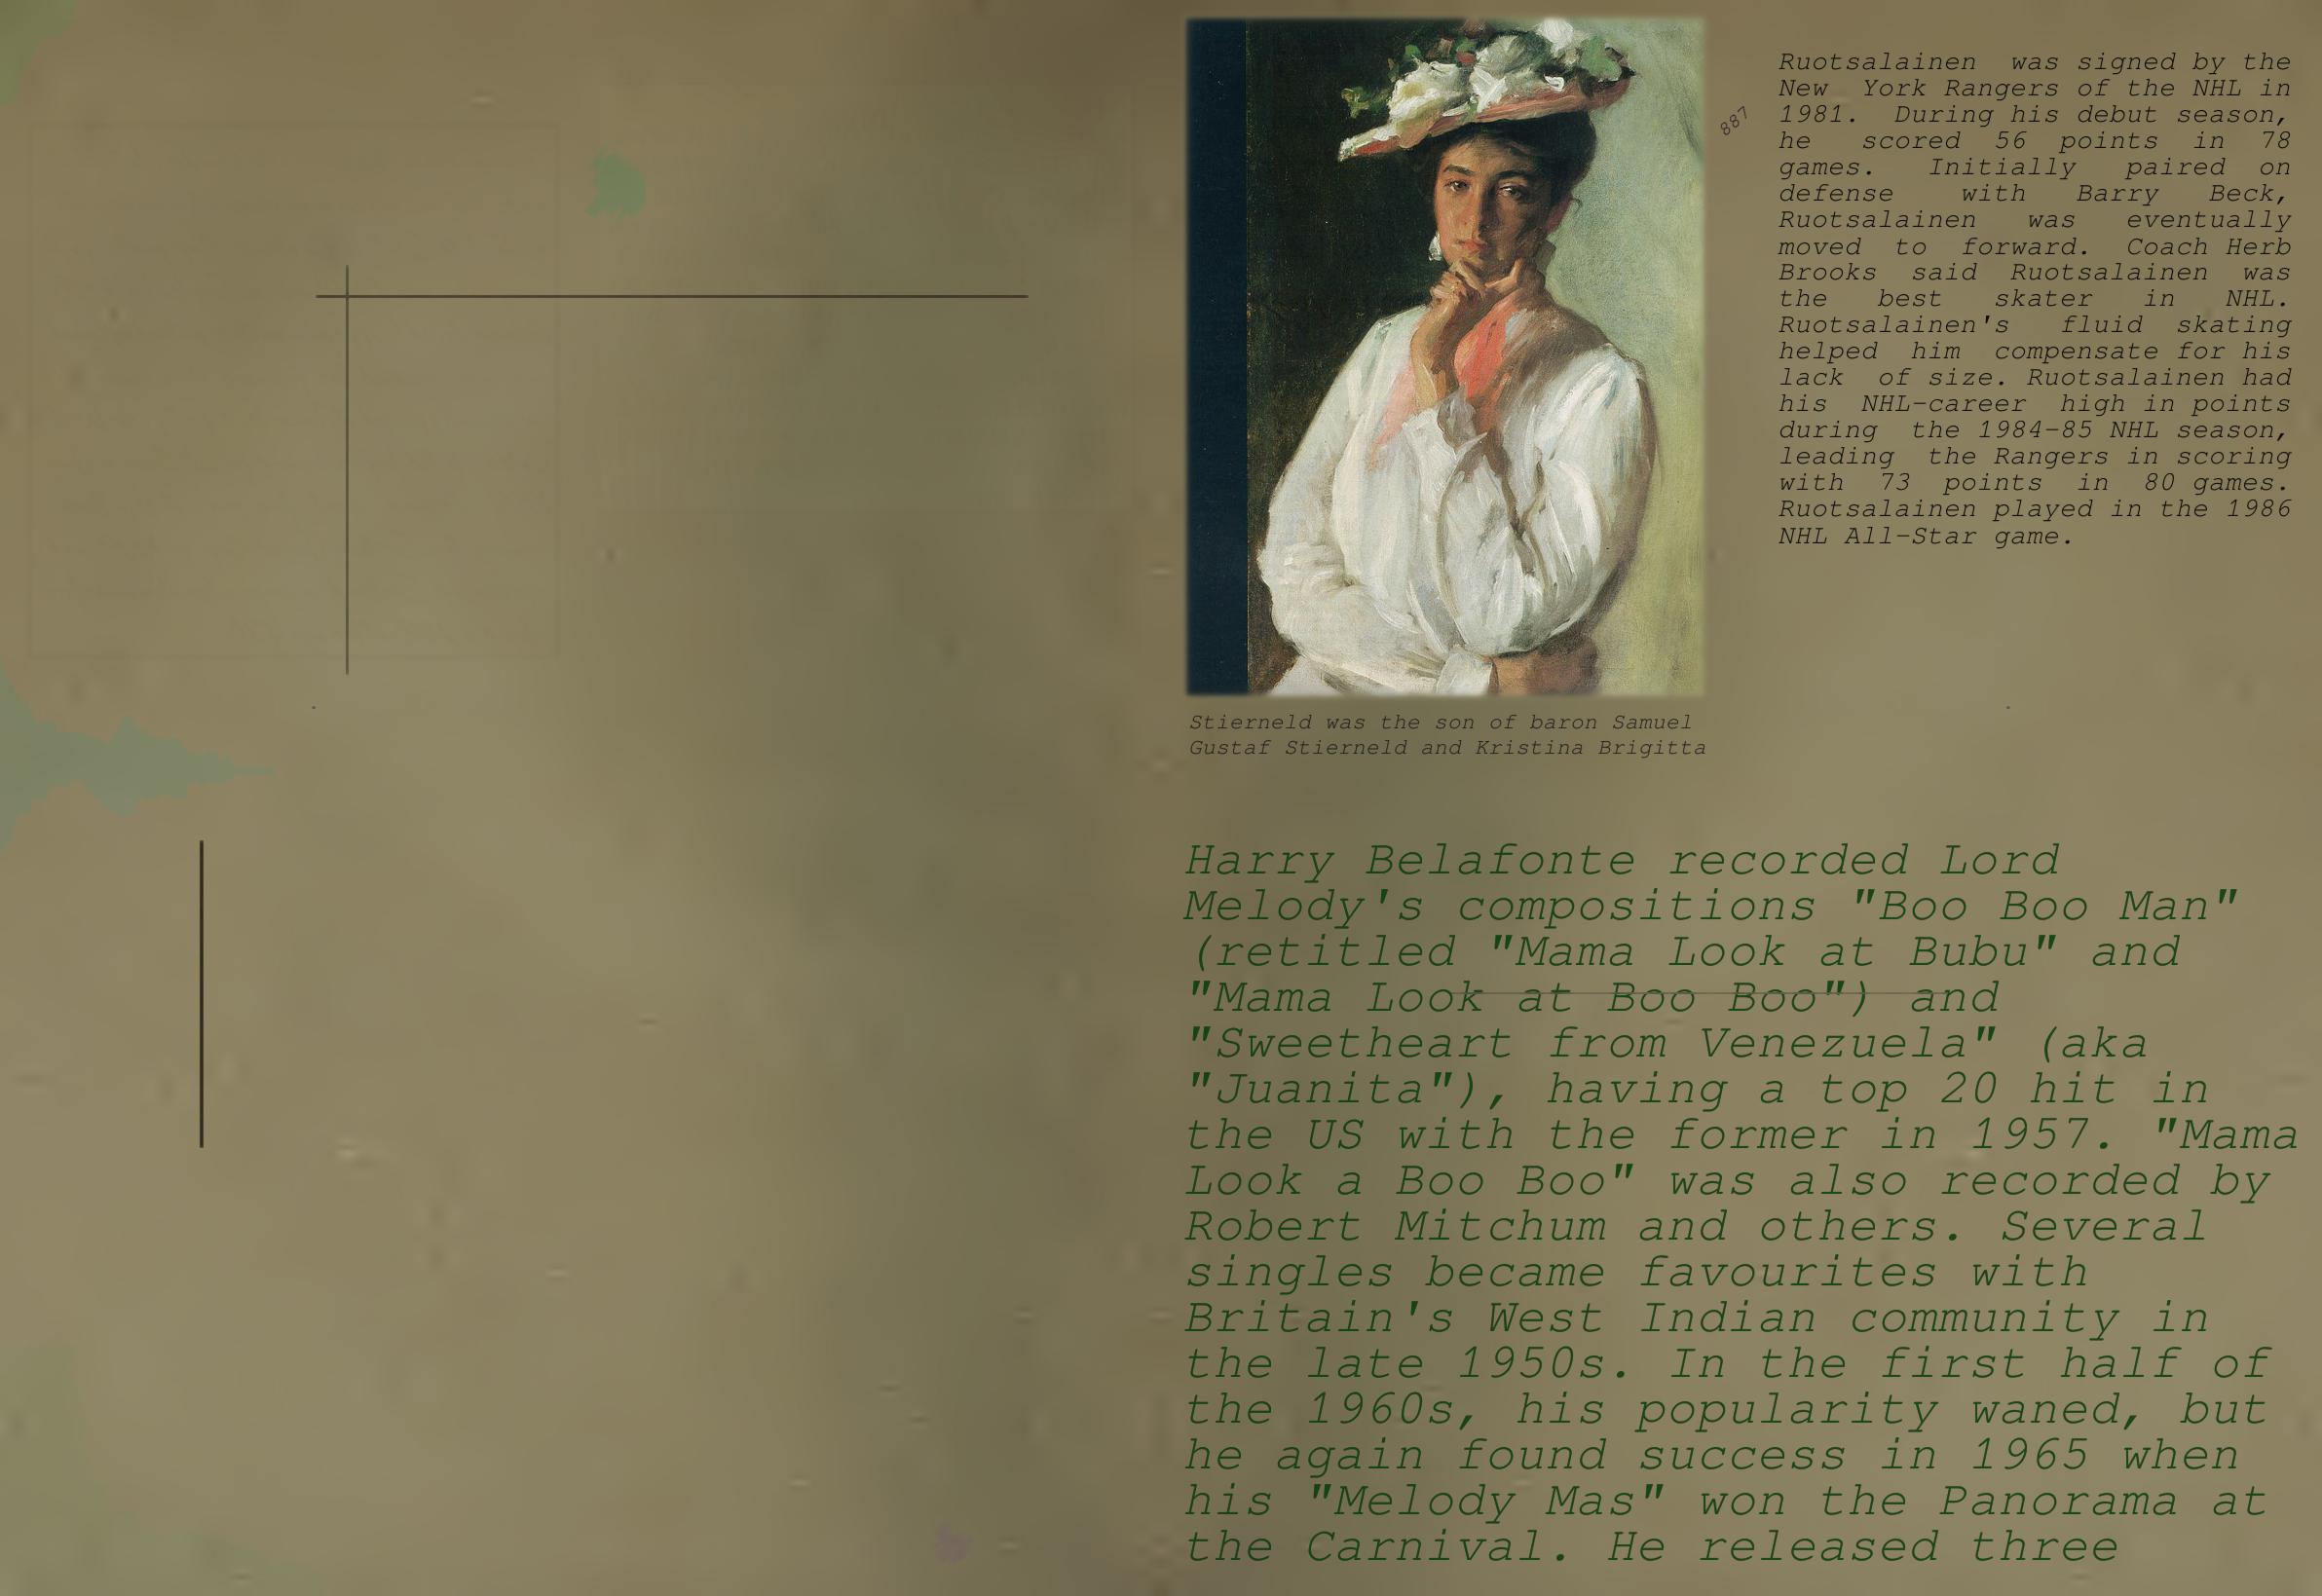 Ruotsalainen was signed by the
New York Rangers of the NHL in
1981. During his debut season,
he scored 56 points in 78
games. Initially paired on
defense with Barry Beck,
Ruotsalainen was eventually
moved to forward. Coach Herb
Brooks said Ruotsalainen was
the best skater in NHL.
Ruotsalainen's fluid skating
helped him compensate for his
lack of size. Ruotsalainen had
his NHL-career high in points
during the 1984-85 NHL season,
leading the Rangers in scoring
with 73 points in 80 games.
Ruotsalainen played in the 1986
NHL All-Star game.
887
Stierneld was the son of baron Samuel
Gustaf Stierneld and Kristina Brigitta
Harry Belafonte recorded Lord
Melody's compositions "Boo Boo Man"
(retitled "Mama Look at Bubu" and
"Mama Look at Boo Boo") and
"Sweetheart from Venezuela" (aka
"Juanita"), having a top 20 hit in
the US with the former in 1957. "Mama
Look a Boo Boo" was also recorded by
Robert Mitchum and others. Several
singles became favourites with
Britain's West Indian community in
the late 1950s. In the first half of
the 1960s, his popularity waned, but
he again found success in 1965 when
his "Melody Mas" won the Panorama at
the Carnival. He released three